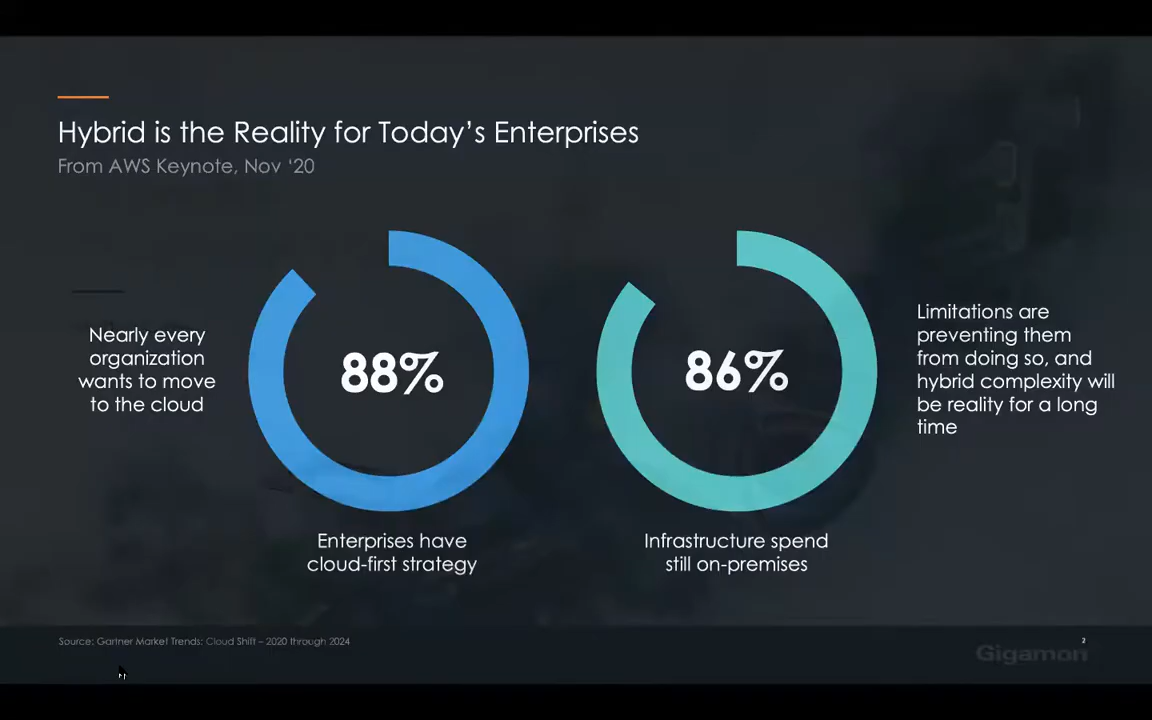 Hybrid is the Reality for Today's Enterprises
From AWS Keynote, Nov ‘20
Nearly every
organization
wants to move
to the cloud
88%
Enterprises have
cloud-first strategy
86%
Infrastructure spend
still on-premises
Limitations are
preventing them
from doing so, and
hybrid complexity will
be reality for a long
time
Source: Gartner Market Trends: Cloud Shift – 2020 through 2024
2
Gigamon